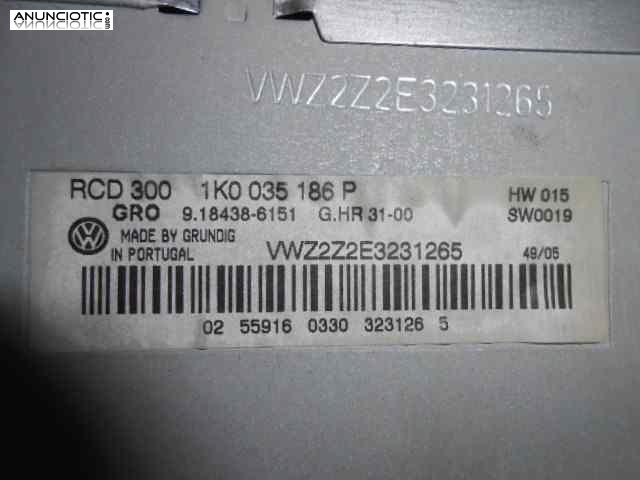 ANUNCIOTIC
.COM
VWZ2Z2E3231265
RCD 300 1K0 035 186 P HW 015
GRO 9.18438-6151 G.HR 31-00 SW0019
MADE BY GRUNDIG
IN PORTUGAL VWZ2Z2E3231265 49/05
02 55916 0330 323126 5